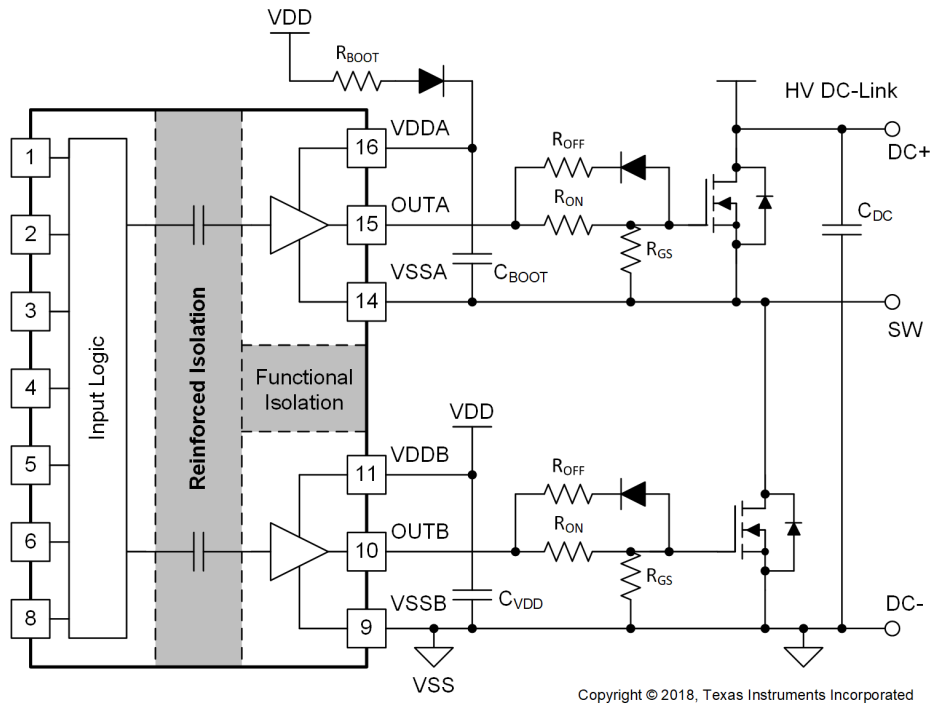 VDD
RBOOT
HV DC-Link
DC+
1
2
3
4
5
6
8
Input Logic
Reinforced Isolation
Functional
Isolation
VDDA
16
OUTA
15
VSSA
14
CBOOT
ROFF
RON
RGS
CDC
SW
VDD
VDDB
11
OUTB
10
VSSB
9
CVDD
ROFF
RON
RGS
DC-
VSS
Copyright © 2018, Texas Instruments Incorporated